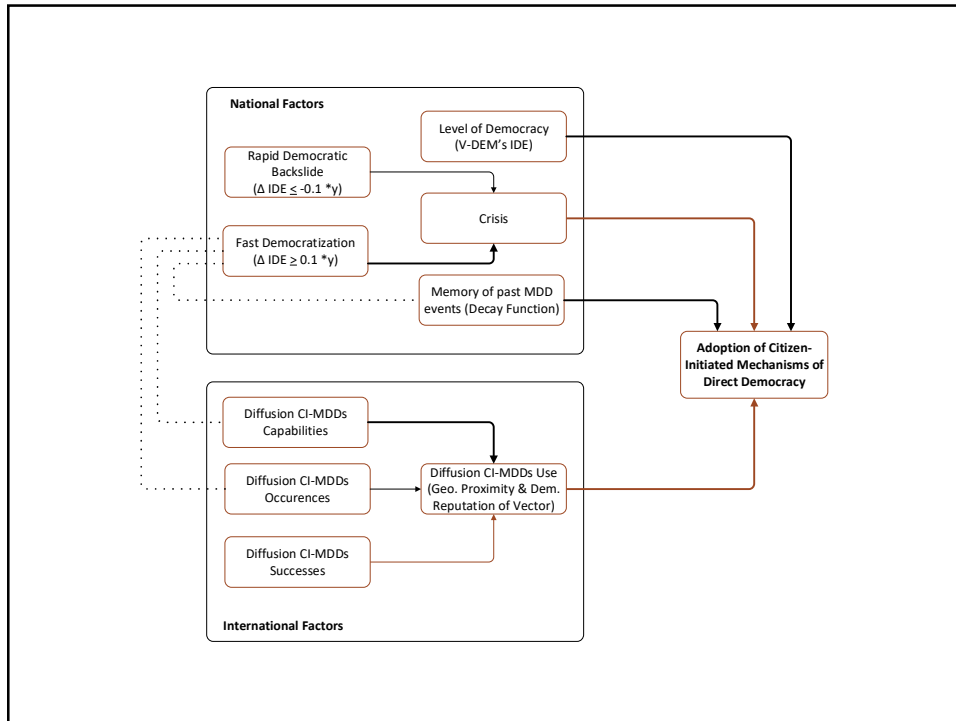 National Factors
Level of Democracy
(V-DEM's IDE)
Rapid Democratic
Backslide
(Δ IDE ≤ -0.1 *y)
Crisis
Fast Democratization
(Δ IDE ≥ 0.1 *y)
Memory of past MDD
events (Decay Function)
Adoption of Citizen-
Initiated Mechanisms of
Direct Democracy
Diffusion CI-MDDs
Capabilities
Diffusion CI-MDDs Use
(Geo. Proximity & Dem.
Reputation of Vector)
Diffusion CI-MDDs
Occurences
Diffusion CI-MDDs
Successes
International Factors